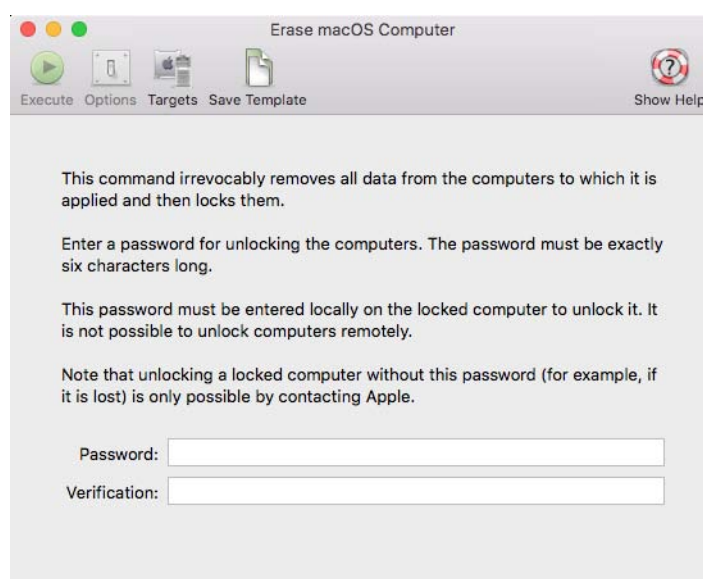 Erase macOS Computer
Execute Options Targets Save Template Show Help
This command irrevocably removes all data from the computers to which it is
applied and then locks them.
Enter a password for unlocking the computers. The password must be exactly
six characters long.
This password must be entered locally on the locked computer to unlock it. It
is not possible to unlock computers remotely.
Note that unlocking a locked computer without this password (for example, if
it is lost) is only possible by contacting Apple.
Password:
Verification: